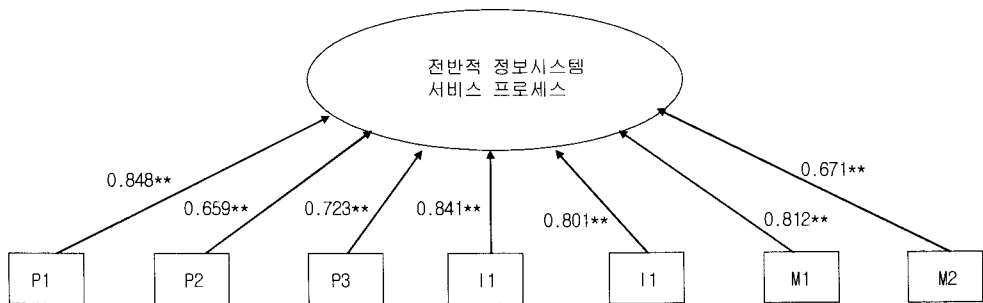 전반적 정보시스템
서비스 프로세스
0.848**
0.659**
0.723**
0.841**
0.801**
0.812**
0.671**
P1
P2
P3
I1
I1
M1
M2